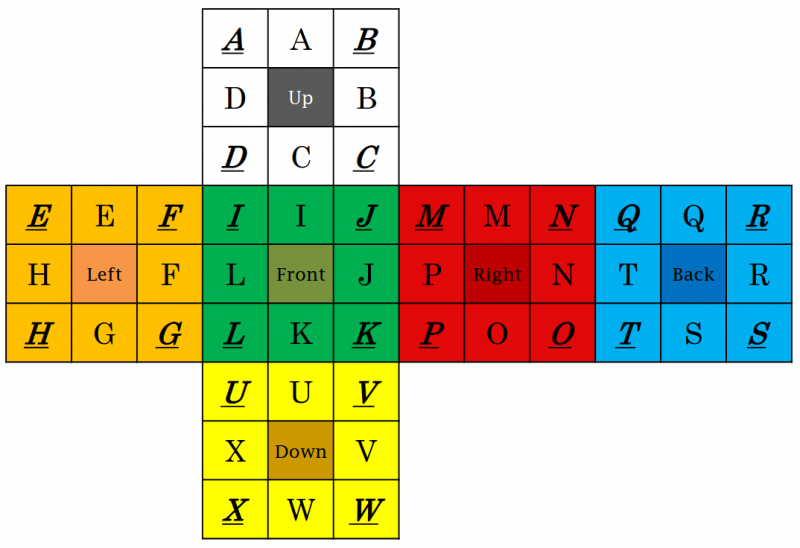 A A B
D Up B
D C C
E E F I I J M M N Q Q R
H Left F L Front J P Right N T Back R
H G G L K K P O O T S S
U U V
X Down V
X W W